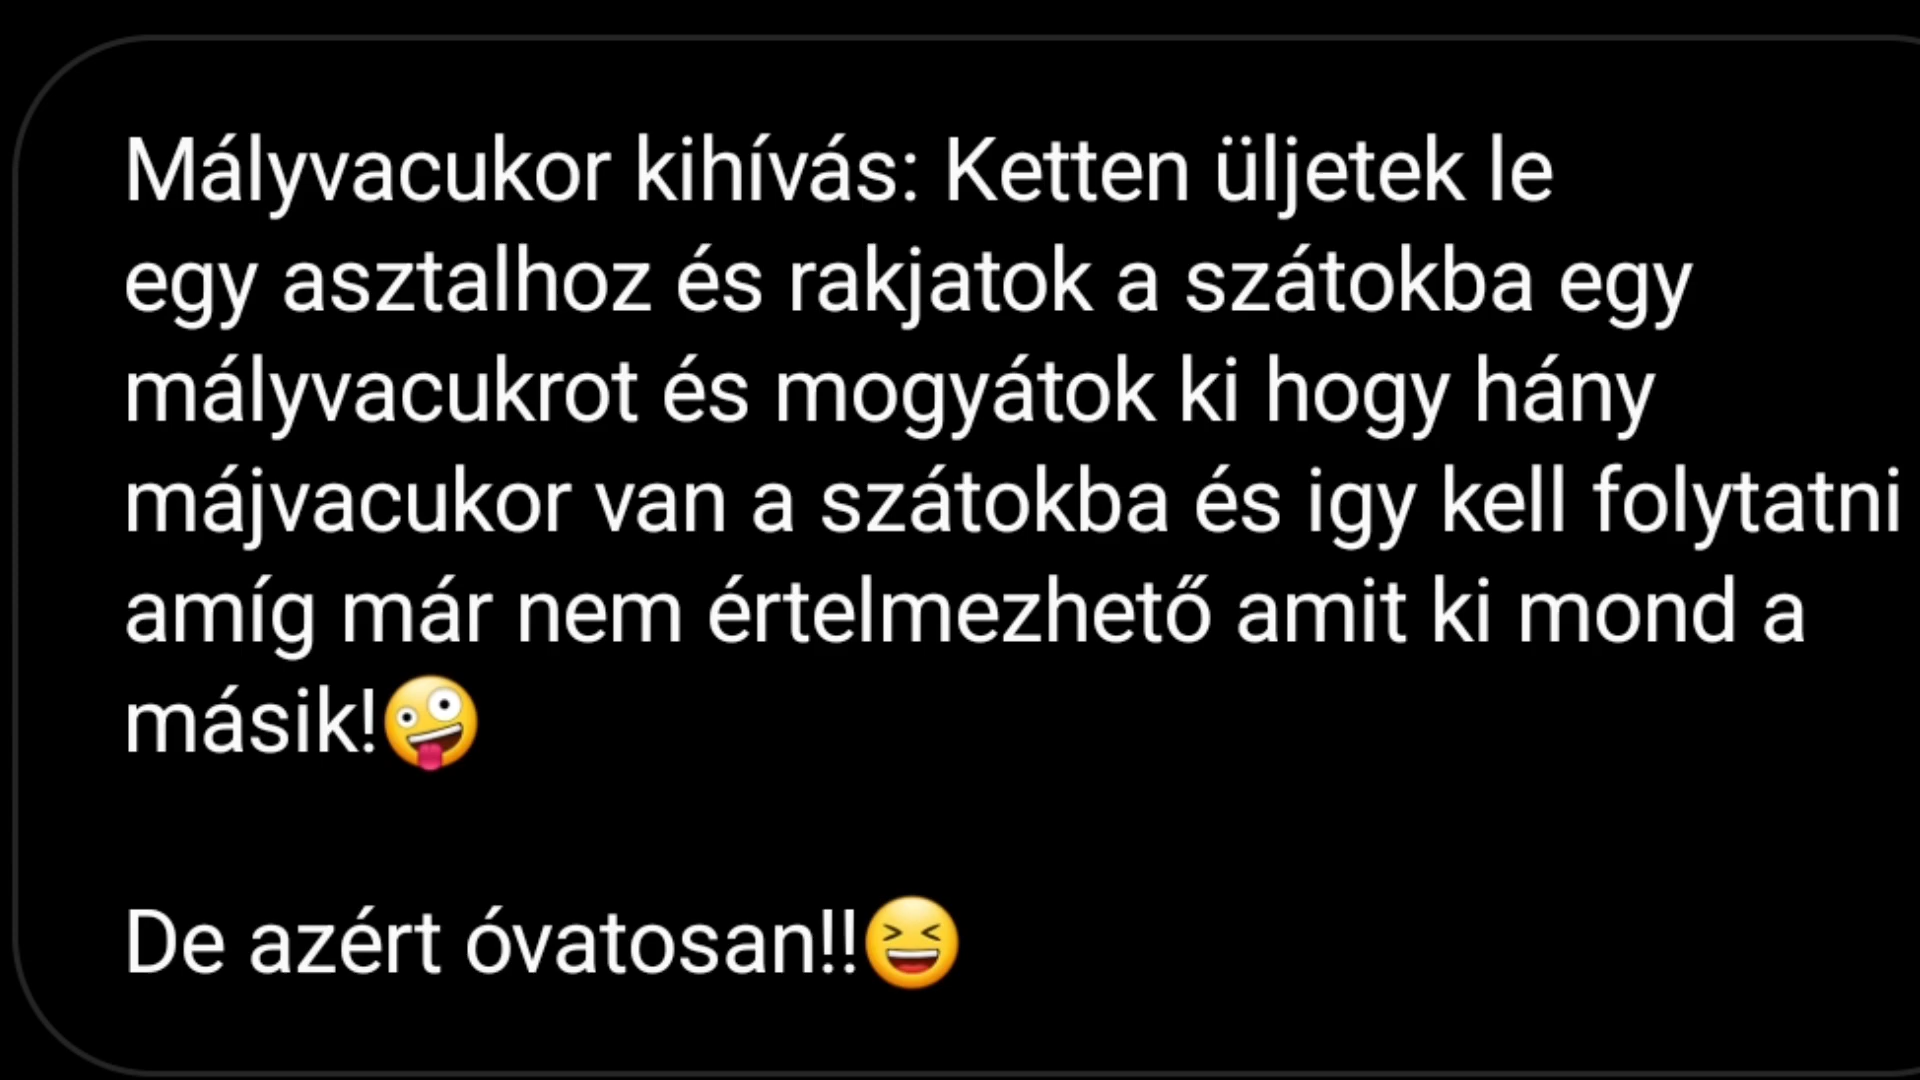 Mályvacukor kihívás: Ketten üljetek le
egy asztalhoz és rakjatok a szátokba egy
mályvacukrot és mogyátok ki hogy hány
májvacukor van a szátokba és igy kell folytatni
amíg már nem értelmezhető amit ki mond a
másik!🤪
De azért óvatosan!!😆